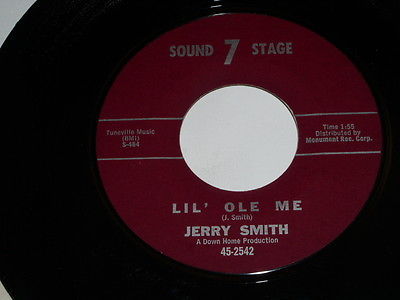 SOUND 7 STAGE
Tuneville Music
(BMI)
S-484
Time 1:55
Distributed by
Monument Rec. Corp.
LIL' OLE ME
(J. Smith)
JERRY SMITH
A Down Home Production
45-2542